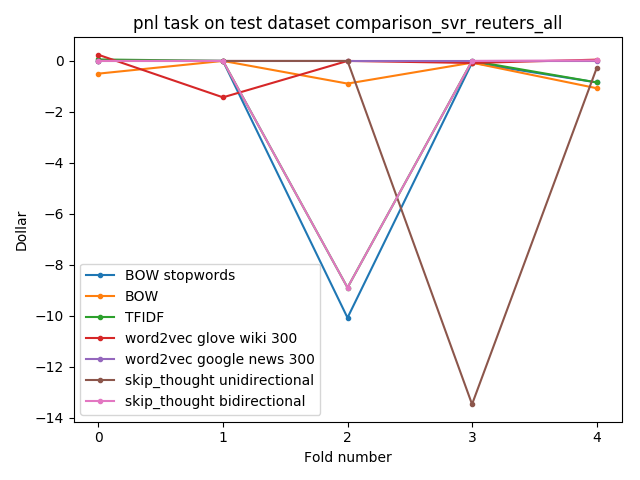 pnl task on test dataset comparison_svr_reuters_all
Dollar
0
−2
−4
−6
−8
−10
−12
−14
BOW stopwords
BOW
TFIDF
word2vec glove wiki 300
word2vec google news 300
skip_thought unidirectional
skip_thought bidirectional
0 1 2 3 4
Fold number